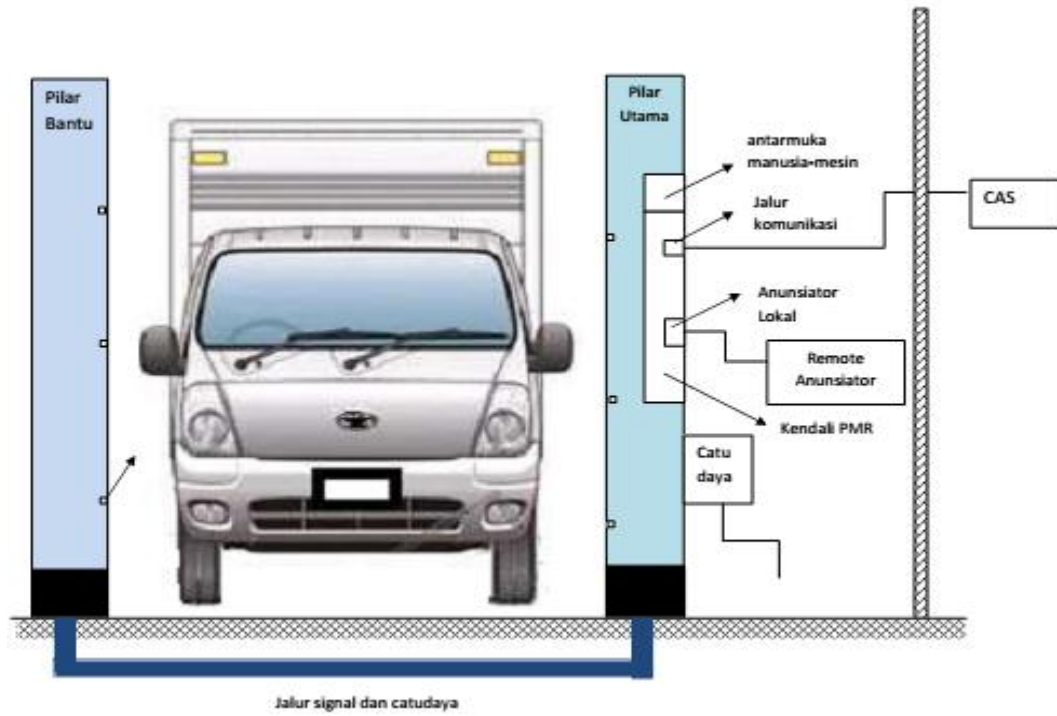 Pilar
Bantu
Pilar
Utama
antarmuka
manusia-mesin
Jalur
komunikasi
CAS
Anunsiator
Lokal
Remote
Anunsiator
Kendali PMR
Catu
daya
Jalur signal dan catudaya